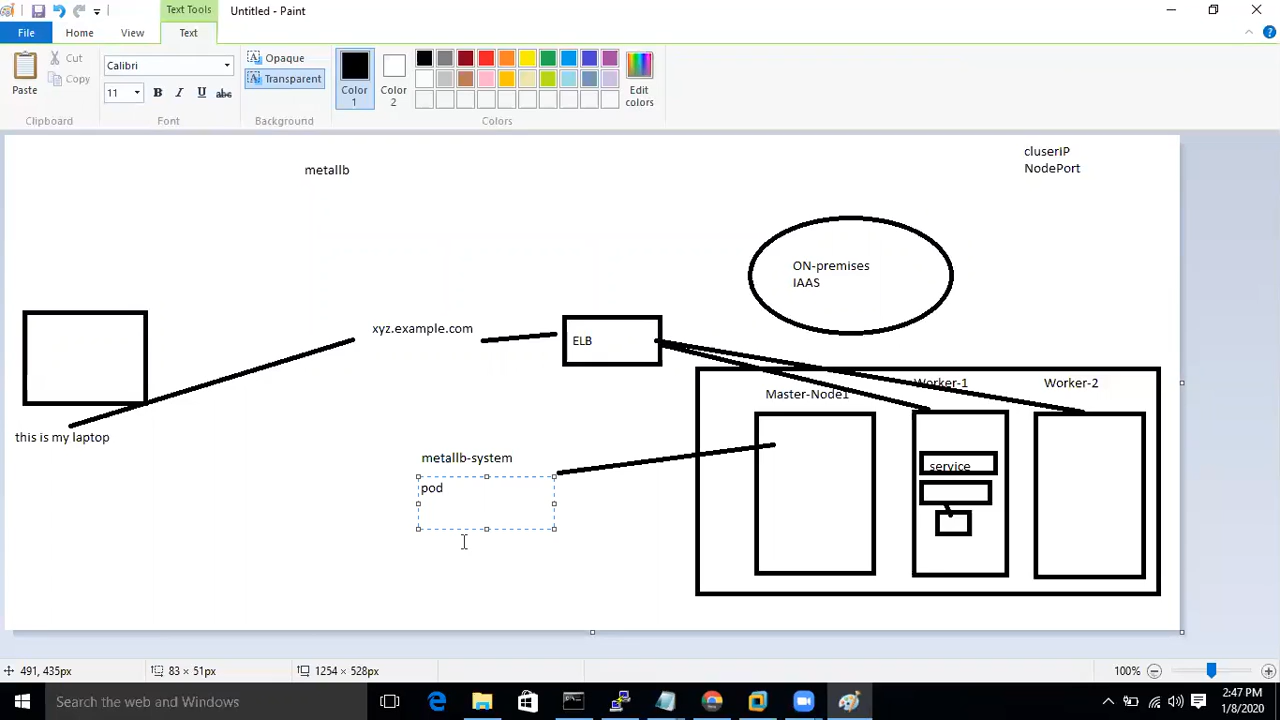 Text Tools
Untitled - Paint
File
Home
View
Text
Paste
Cut
Copy
Clipboard
Calibri
11
B
I
U
abc
Font
Opaque
Transparent
Background
Color
1
Color
2
Edit
colors
Colors
cluseriP
NodePort
metallb
ON-premises
IAAS
xyz.example.com
ELB
Worker-1
Worker-2
Master-Node1
this is my laptop
metallb-system
pod
service
491, 435px
83 × 51px
1254 × 528px
100%
Search the web and Windows
2:47 PM
1/8/2020